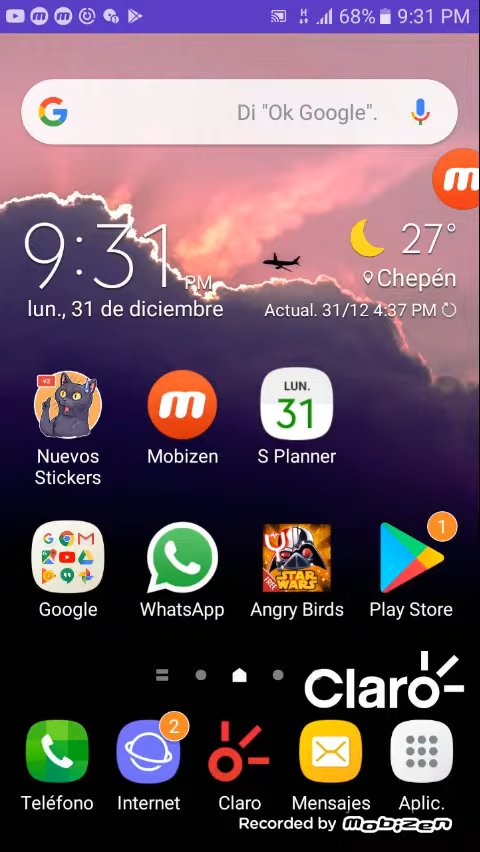 68% 9:31 PM
Di "Ok Google".
9:31 PM
27°
Chepén
lun., 31 de diciembre
Actual. 31/12 4:37 PM
v2
LUN.
31
Nuevos
Stickers
Mobizen
S Planner
1
FREE
STAR
WARS
Google
WhatsApp
Angry Birds
Play Store
Claro
2
Teléfono
Internet
Claro
Mensajes
Aplic.
Recorded by Mobizen